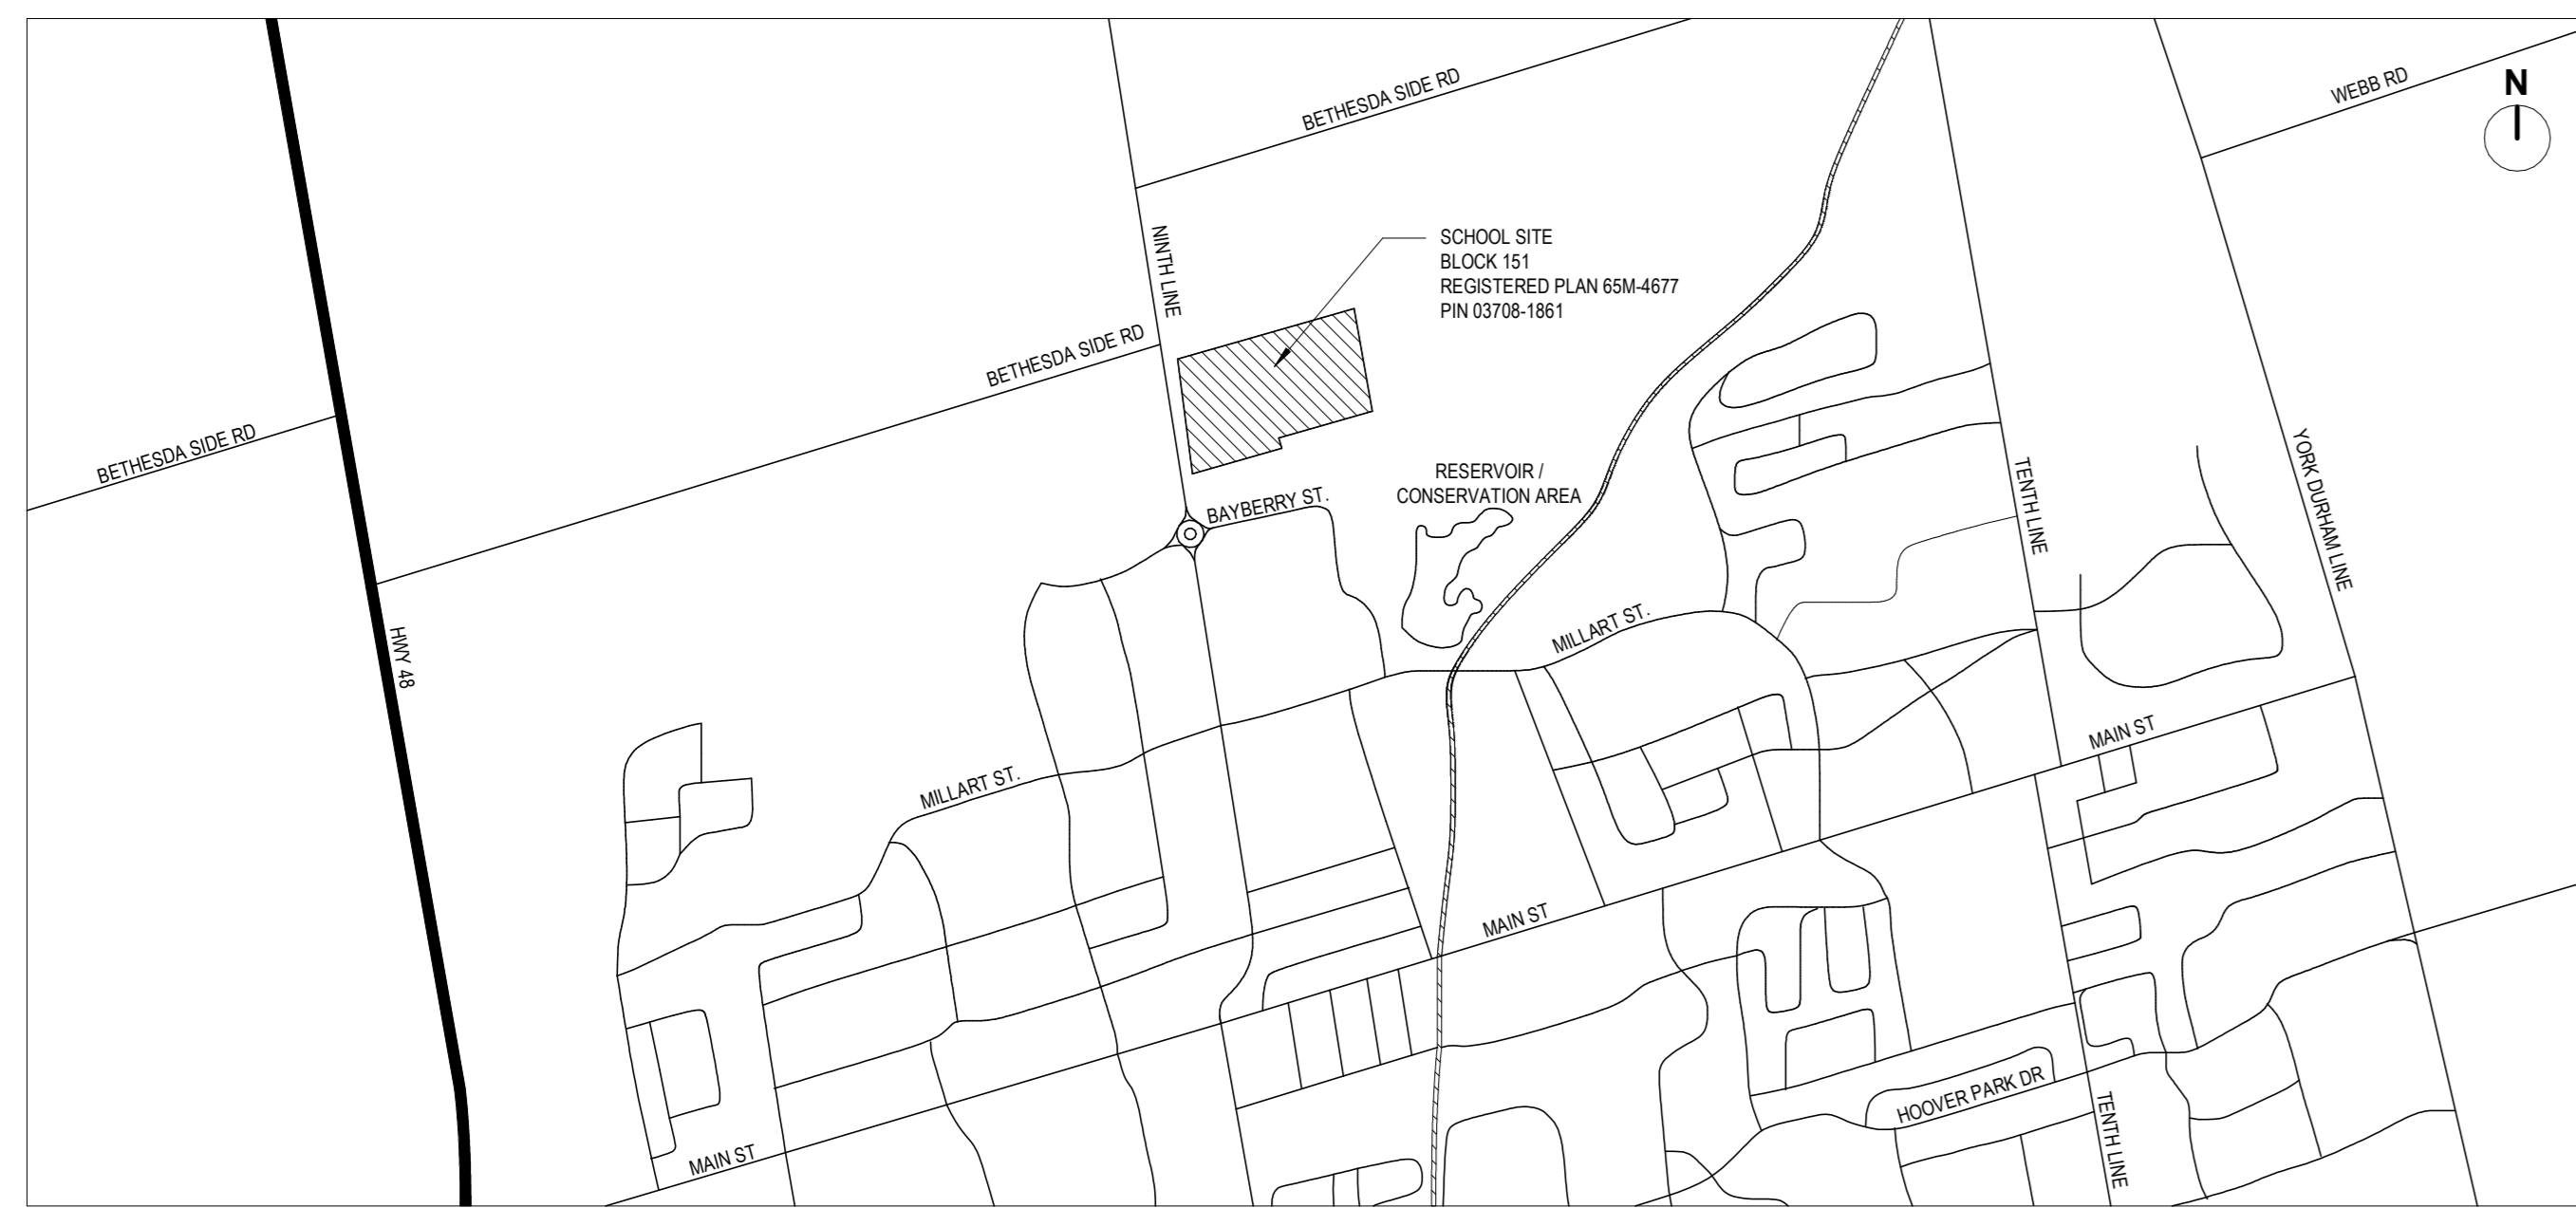 BETHESDA SIDE RD
WEBB RD
N
NINTH LINE
SCHOOL SITE
BLOCK 151
REGISTERED PLAN 65M-4677
PIN 03708-1861
BETHESDA SIDE RD
BETHESDA SIDE RD
RESERVOIR /
CONSERVATION AREA
BAYBERRY ST.
TENTH LINE
YORK DURHAM LINE
HWY 48
MILLART ST.
MAIN ST
MILLART ST.
MAIN ST
HOOVER PARK DR
TENTH LINE
MAIN ST